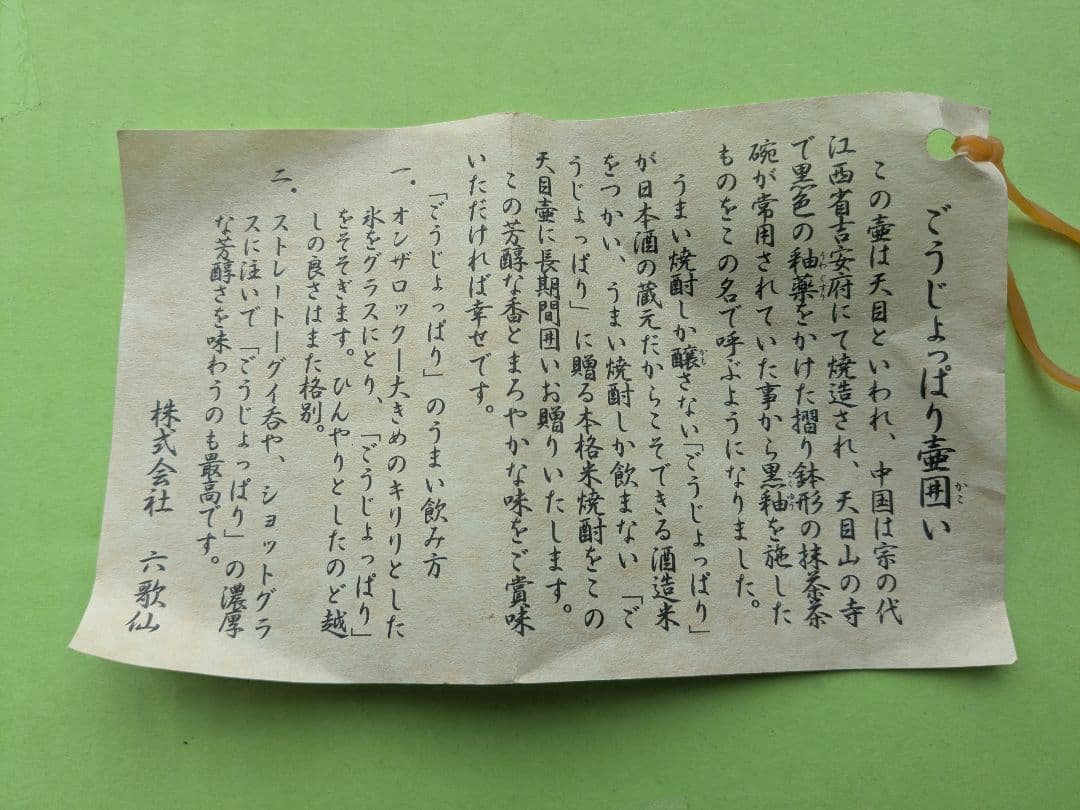 ごうじょっぱり壷囲い
この壷は天目といわれ、中国は宗の代
江西省吉安府にて焼造され、天目山の寺
で黒色の釉薬をかけた摺り鉢形の抹茶茶
碗が常用されていた事から黒釉を施した
ものをこの名で呼ぶようになりました。
うまい焼酎しか醸さない「ごうじょっぱり」
が日本酒の蔵元だからこそできる酒造米
をつかい、うまい焼酎しか飲まない「ご
うじょっぱり」に贈る本格米焼酎をこの
天目壷に長期間囲いお贈りいたします。
この芳醇な香とまろやかな味をご賞味
いただければ幸せです。
「ごうじょっぱり」のうまい飲み方
一．オンザロックー大きめのキリリとした
氷をグラスにとり、「ごうじょっぱり」
をそそぎます。ひんやりとしたのど越
しの良さはまた格別。
二．ストレートーグイ呑や、ショットグラ
スに注いで「ごうじょっぱり」の濃厚
な芳醇さを味わうのも最高です。
株式会社　六歌仙